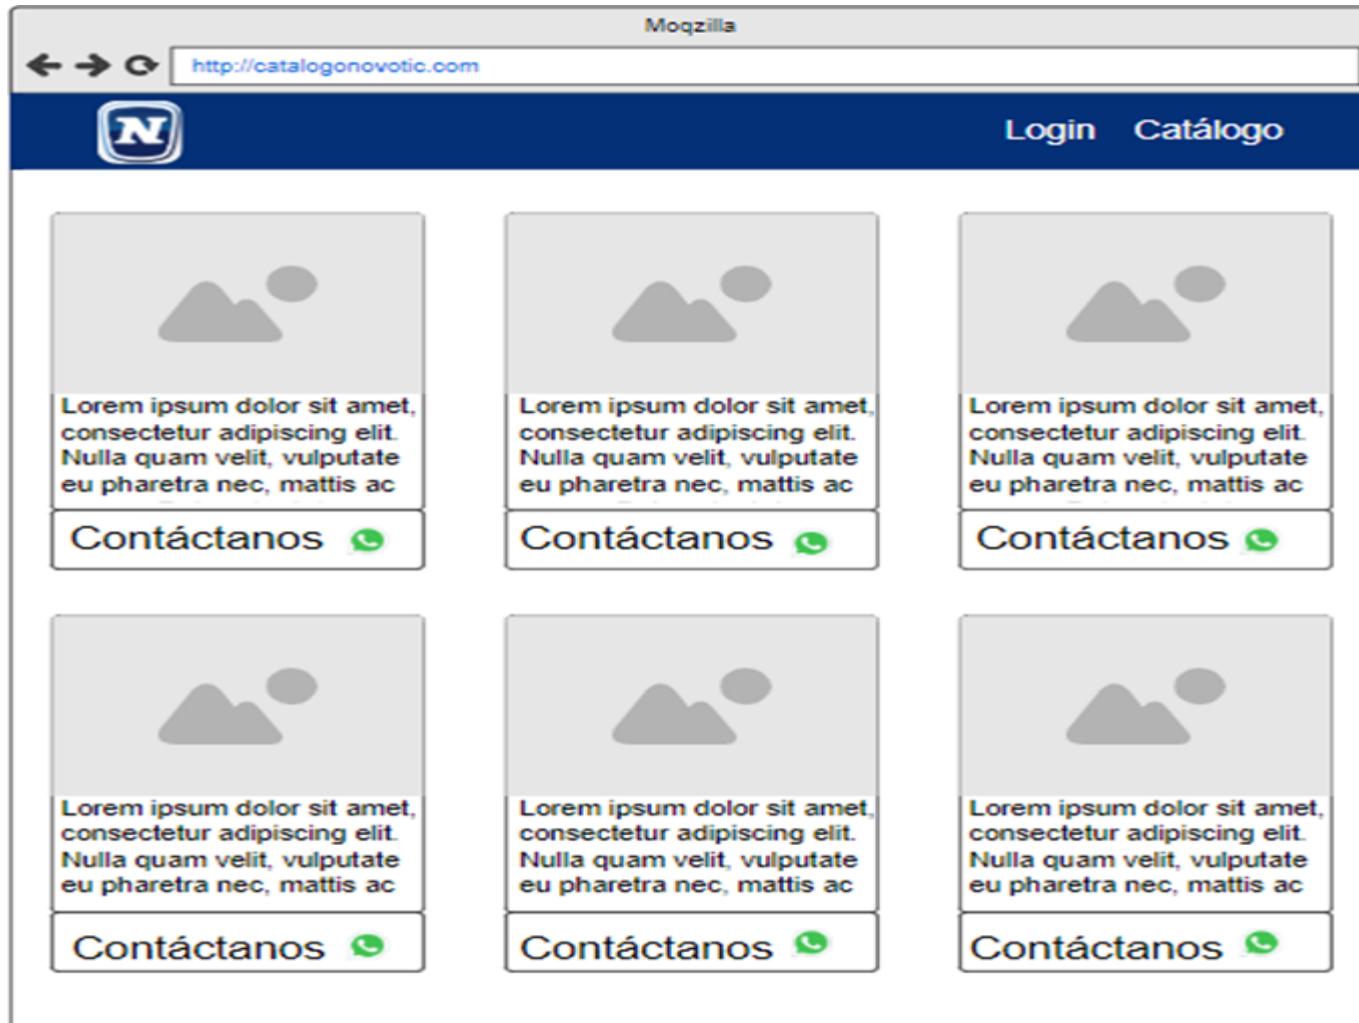 Moqzilla
http://catalogonovotic.com
N
Login Catálogo
Lorem ipsum dolor sit amet,
consectetur adipiscing elit.
Nulla quam velit, vulputate
eu pharetra nec, mattis ac
Contáctanos
Lorem ipsum dolor sit amet,
consectetur adipiscing elit.
Nulla quam velit, vulputate
eu pharetra nec, mattis ac
Contáctanos
Lorem ipsum dolor sit amet,
consectetur adipiscing elit.
Nulla quam velit, vulputate
eu pharetra nec, mattis ac
Contáctanos
Lorem ipsum dolor sit amet,
consectetur adipiscing elit.
Nulla quam velit, vulputate
eu pharetra nec, mattis ac
Contáctanos
Lorem ipsum dolor sit amet,
consectetur adipiscing elit.
Nulla quam velit, vulputate
eu pharetra nec, mattis ac
Contáctanos
Lorem ipsum dolor sit amet,
consectetur adipiscing elit.
Nulla quam velit, vulputate
eu pharetra nec, mattis ac
Contáctanos